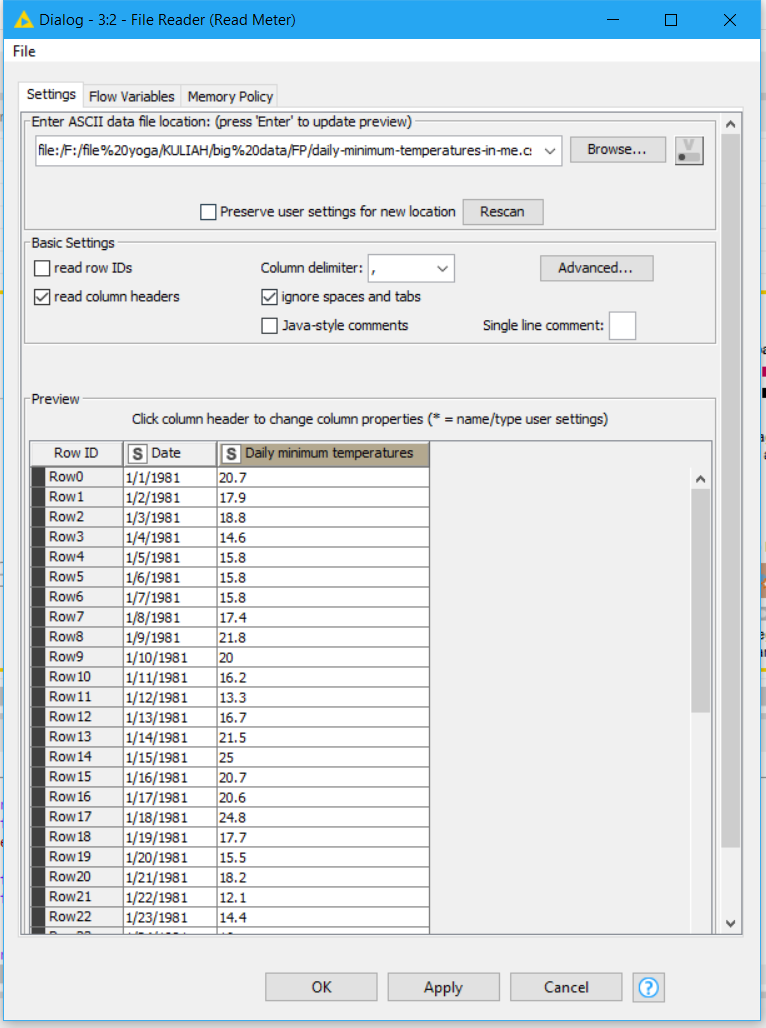 Dialog - 3:2 - File Reader (Read Meter)
File
Settings Flow Variables Memory Policy
Enter ASCII data file location: (press 'Enter' to update preview)
file:/F:/file%20yoga/KULIAH/big%20data/FP/daily-minimum-temperatures-in-me.cs Browse... V
Preserve user settings for new location Rescan
Basic Settings
read row IDs Column delimiter: , Advanced...
read column headers ignore spaces and tabs
Java-style comments Single line comment:
Preview
Click column header to change column properties (* = name/type user settings)
Row ID S Date S Daily minimum temperatures
Row0 1/1/1981 20.7
Row1 1/2/1981 17.9
Row2 1/3/1981 18.8
Row3 1/4/1981 14.6
Row4 1/5/1981 15.8
Row5 1/6/1981 15.8
Row6 1/7/1981 15.8
Row7 1/8/1981 17.4
Row8 1/9/1981 21.8
Row9 1/10/1981 20
Row10 1/11/1981 16.2
Row11 1/12/1981 13.3
Row12 1/13/1981 16.7
Row13 1/14/1981 21.5
Row14 1/15/1981 25
Row15 1/16/1981 20.7
Row16 1/17/1981 20.6
Row17 1/18/1981 24.8
Row18 1/19/1981 17.7
Row19 1/20/1981 15.5
Row20 1/21/1981 18.2
Row21 1/22/1981 12.1
Row22 1/23/1981 14.4
OK Apply Cancel ?